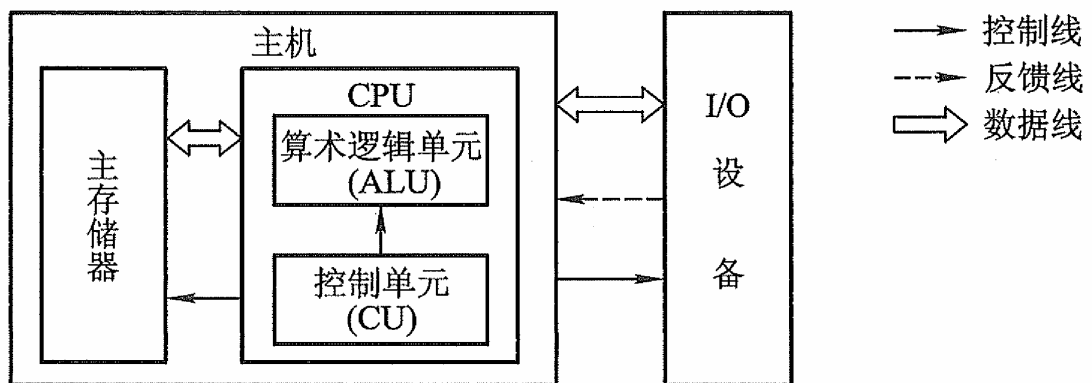 主机
主存储器
CPU
算术逻辑单元
(ALU)
控制单元
(CU)
I/O
设
备
控制线
反馈线
数据线